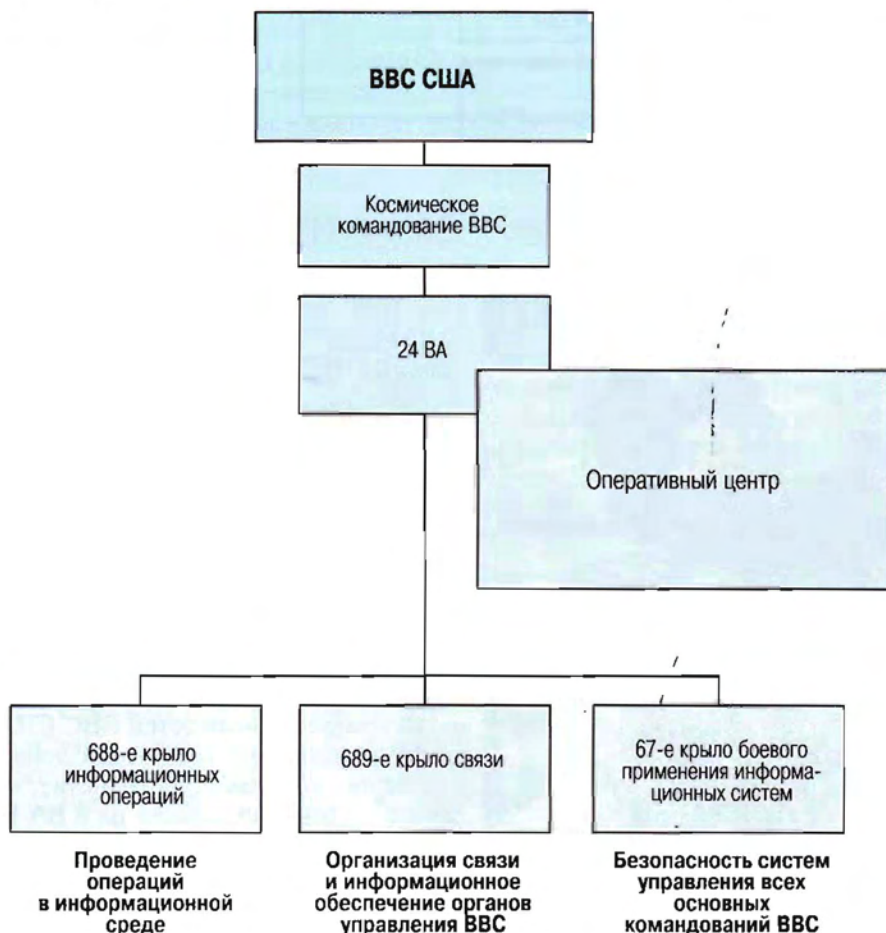 ВВС США
Космическое
командование ВВС
24 ВА
Оперативный центр
688-е крыло
информационных
операций
689-е крыло связи
67-е крыло боевого
применения информа-
ционных систем
Проведение
операций
в информационной
среде
Организация связи
и информационное
обеспечение органов
управления ВВС
Безопасность систем
управления всех
основных
командований ВВС